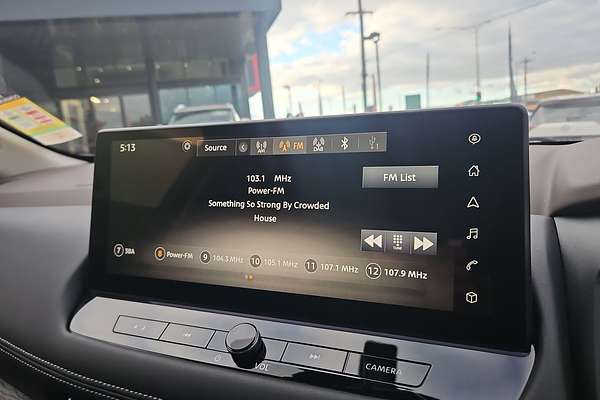 5:13
Source
AM
FM
DAB
103.1 MHz
Power-FM
Something So Strong By Crowded
House
FM List
TUNE
7 3BA
8 Power-FM
9 104.3 MHz
10 105.1 MHz
11 107.1 MHz
12 107.9 MHz
VOL
CAMERA